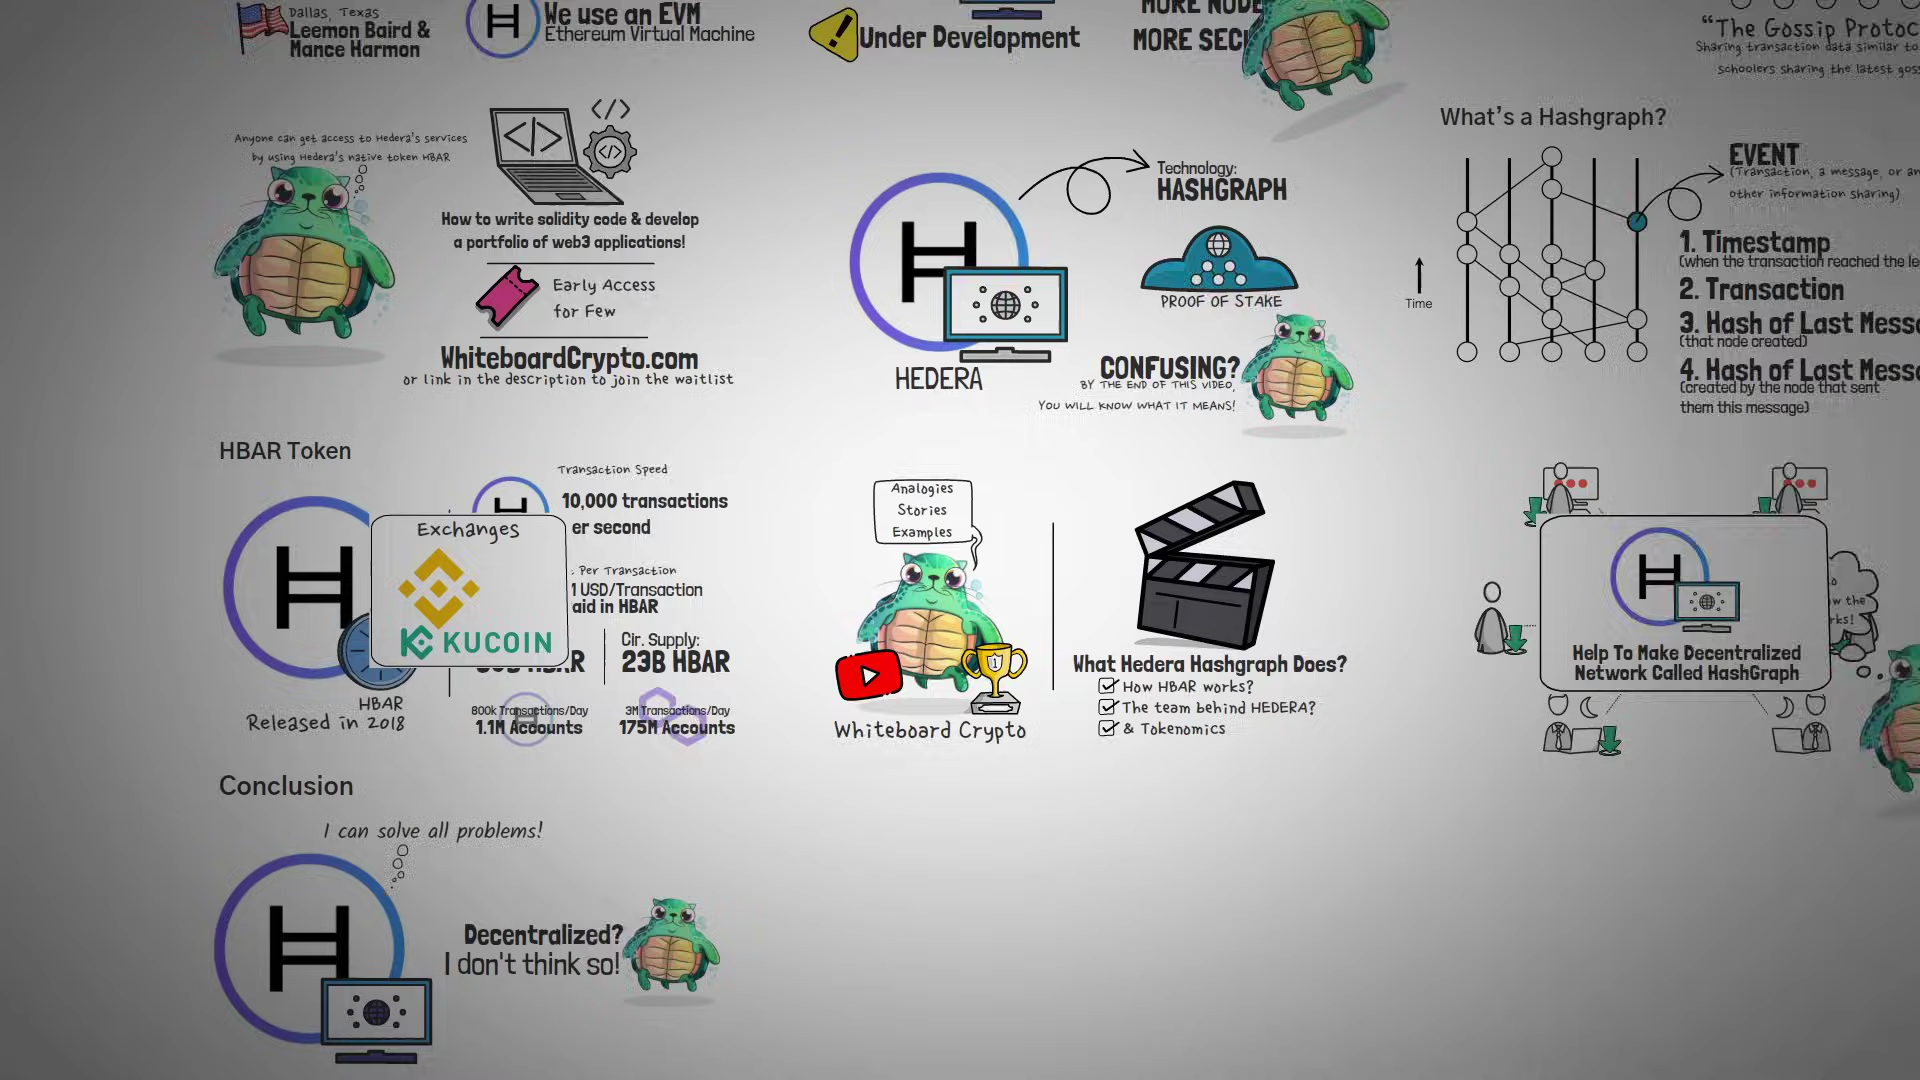 Dallas, Texas
Leemon Baird &
Mance Harmon
We use an EVM
Ethereum Virtual Machine
Under Development
MORE SEC
"The Gossip
Sharing transaction data similar to
schoolers sharing the latest
Anyone can get access to Hedera's services
by using Hedera's native token HBAR
How to write solidity code & develop
a portfolio of web3 applications!
Early Access
for Few
WhiteboardCrypto.com
or link in the description to join the waitlist
Technology:
HASHGRAPH
PROOF OF STAKE
HEDERA
CONFUSING?
BY THE END OF THIS VIDEO,
YOU WILL KNOW WHAT IT MEANS!
What's a Hashgraph?
Time
EVENT
(Transaction, a message, or
other information sharing)
1. Timestamp
(when the transaction reached the
2. Transaction
3. Hash of Last
(that node created)
4. Hash of Last
(created by the node that sent
them this message)
HBAR Token
HBAR
Released in 2018
Exchanges
KUCOIN
Transaction Speed
10,000 transactions
er second
Per Transaction
1 USD/Transaction
aid in HBAR
HBAR
Cir. Supply:
23B HBAR
800k Transactions/Day
1.1M Accounts
3M Transactions/Day
175M Accounts
Analogies
Stories
Examples
Whiteboard Crypto
What Hedera Hashgraph Does?
How HBAR works?
The team behind HEDERA?
& Tokenomics
Help To Make Decentralized
Network Called HashGraph
Conclusion
I can solve all problems!
Decentralized?
I don't think so!